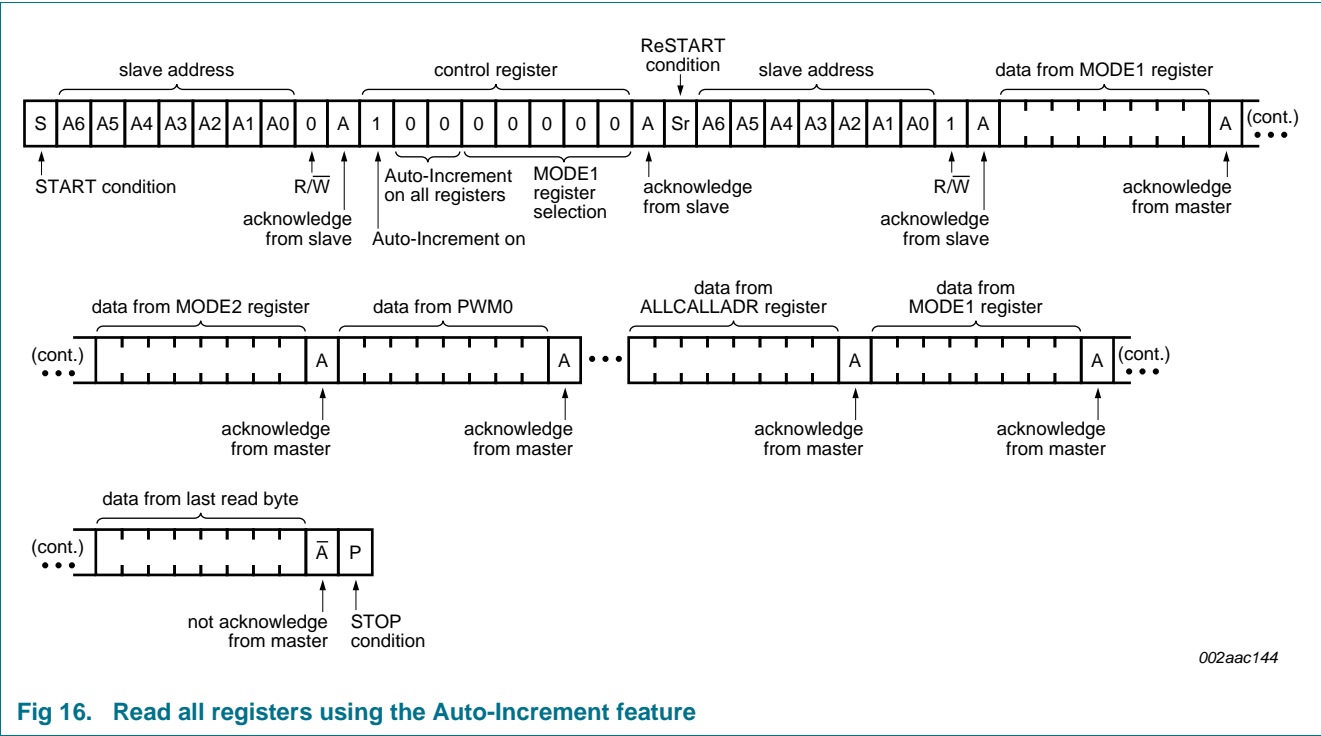 ReSTART
condition
slave address
control register
slave address
data from MODE1 register
S A6 A5 A4 A3 A2 A1 A0 0 A 1 0 0 0 0 0 0 0 A Sr A6 A5 A4 A3 A2 A1 A0 1 A A (cont.)
START condition
R/W̅
acknowledge
from slave
Auto-Increment on
Auto-Increment
on all registers
MODE1
register
selection
acknowledge
from slave
R/W̅
acknowledge
from slave
acknowledge
from master
data from MODE2 register
data from PWM0
data from
ALLCALLADR register
data from
MODE1 register
(cont.) A A A A (cont.)
acknowledge
from master
acknowledge
from master
acknowledge
from master
acknowledge
from master
data from last read byte
(cont.) A̅ P
not acknowledge
from master
STOP
condition
002aac144
Fig 16. Read all registers using the Auto-Increment feature